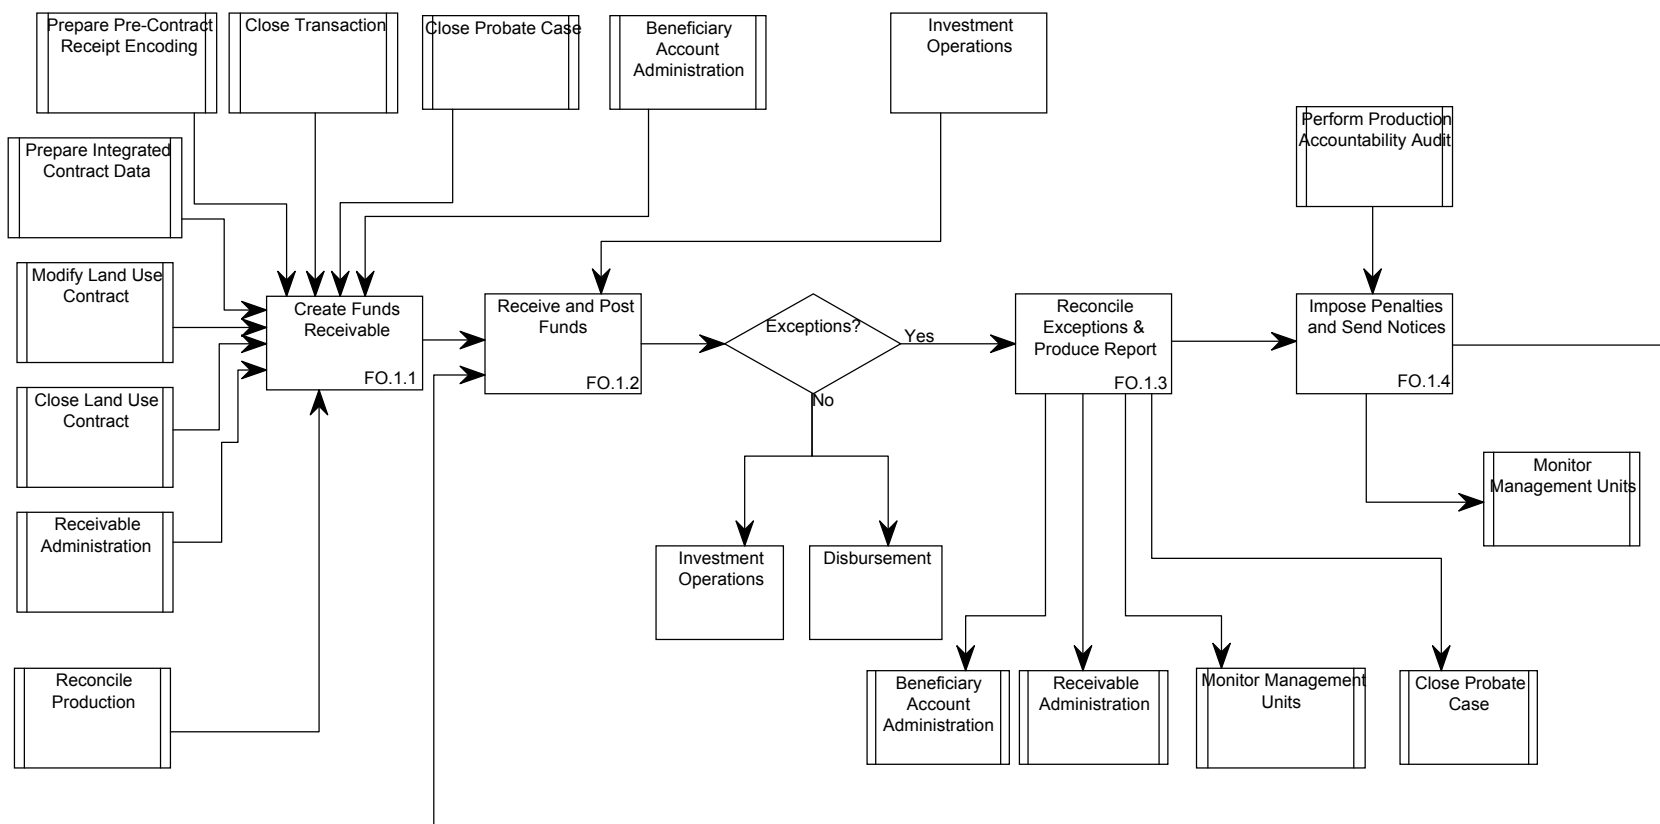 Prepare Pre-Contract
Receipt Encoding
Close Transaction
Close Probate Case
Beneficiary
Account
Administration
Investment
Operations
Perform Production
Accountability Audit
Prepare Integrated
Contract Data
Modify Land Use
Contract
Close Land Use
Contract
Receivable
Administration
Reconcile
Production
Create Funds
Receivable
FO.1.1
Receive and Post
Funds
FO.1.2
Exceptions?
Yes
No
Reconcile
Exceptions &
Produce Report
FO.1.3
Impose Penalties
and Send Notices
FO.1.4
Monitor
Management Units
Investment
Operations
Disbursement
Beneficiary
Account
Administration
Receivable
Administration
Monitor Management
Units
Close Probate
Case